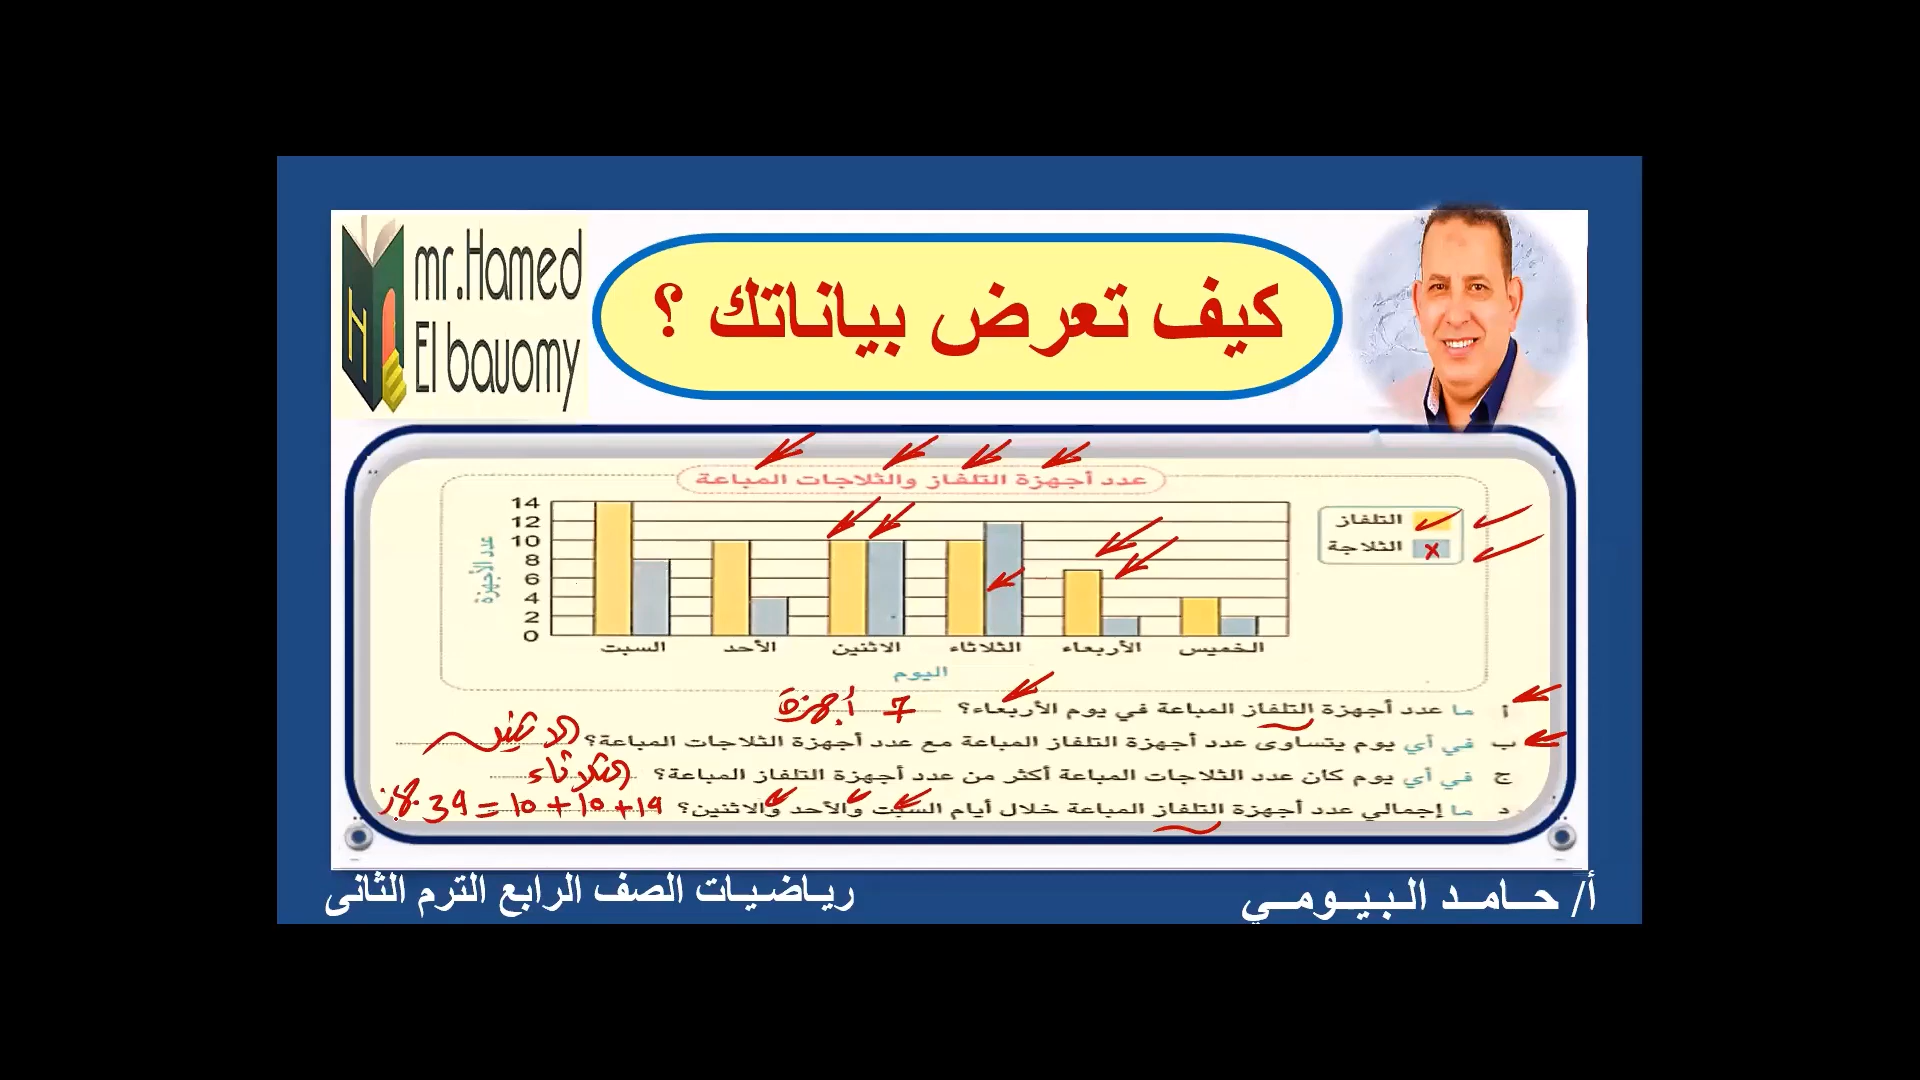 mr.Hamed
El bauomy
كيف تعرض بياناتك ؟
عدد أجهزة التلفاز والثلاجات المباعة
التلفاز
الثلاجة
عدد الأجهزة
14
12
10
8
6
4
2
0
السبت الأحد الاثنين الثلاثاء الأربعاء الخميس
اليوم
أ ما عدد أجهزة التلفاز المباعة في يوم الأربعاء؟ 7 أجهزة
ب في أي يوم يتساوى عدد أجهزة التلفاز المباعة مع عدد أجهزة الثلاجات المباعة؟ الاثنين
ج في أي يوم كان عدد الثلاجات المباعة أكثر من عدد أجهزة التلفاز المباعة؟ الثلاثاء
د ما إجمالي عدد أجهزة التلفاز المباعة خلال أيام السبت والأحد والاثنين؟ 14+10+10=34
أ/ حـامـد الـبـيـومـي
رياضيات الصف الرابع الترم الثانى